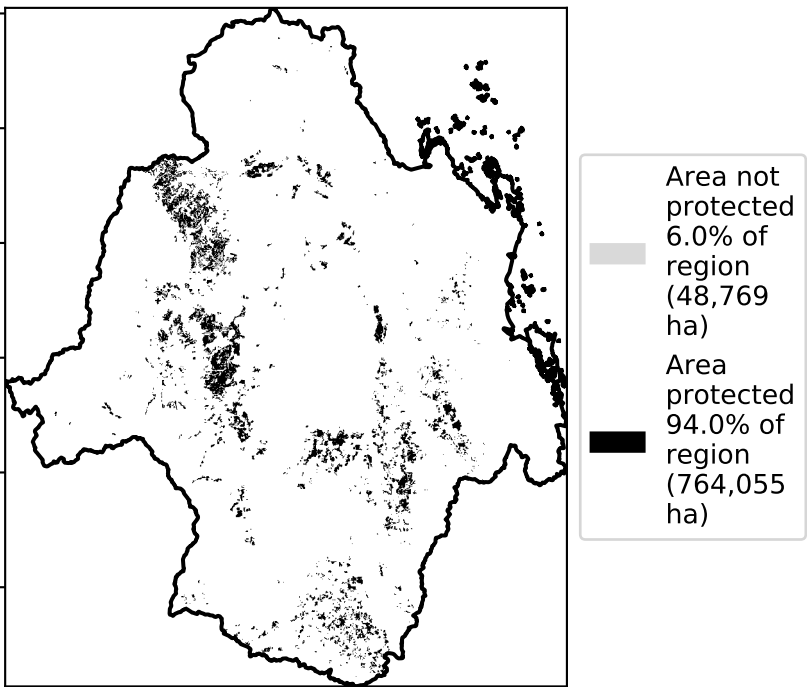 Area not
protected
6.0% of
region
(48,769
ha)
Area
protected
94.0% of
region
(764,055
ha)